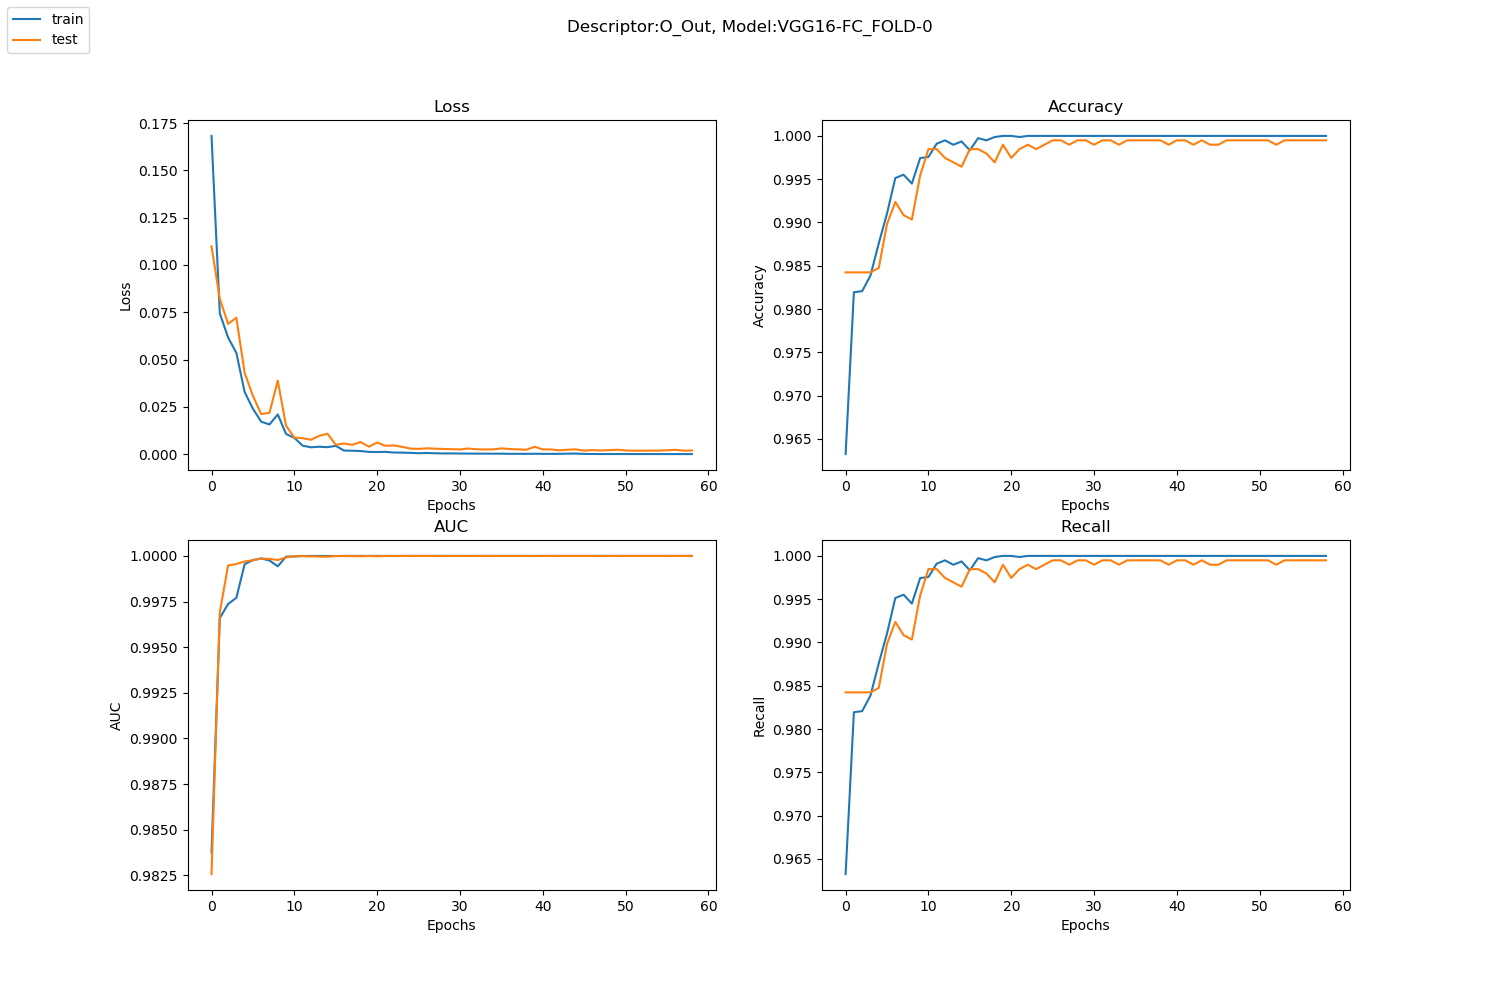 train
test
Descriptor:O_Out, Model:VGG16-FC_FOLD-0
Loss
0.175
0.150
0.125
0.100
0.075
0.050
0.025
0.000
Loss
0 10 20 30 40 50 60
Epochs
Accuracy
1.000
0.995
0.990
0.985
0.980
0.975
0.970
0.965
Accuracy
0 10 20 30 40 50 60
Epochs
AUC
1.0000
0.9975
0.9950
0.9925
0.9900
0.9875
0.9850
0.9825
AUC
0 10 20 30 40 50 60
Epochs
Recall
1.000
0.995
0.990
0.985
0.980
0.975
0.970
0.965
Recall
0 10 20 30 40 50 60
Epochs